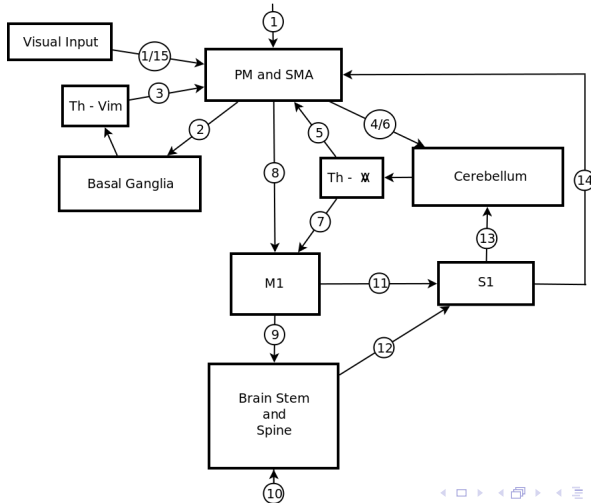 1
Visual Input
1/15
PM and SMA
3
Th - Vim
2
5
4/6
Basal Ganglia
8
Th -
Cerebellum
14
7
13
M1
11
S1
9
12
Brain Stem
and
Spine
10